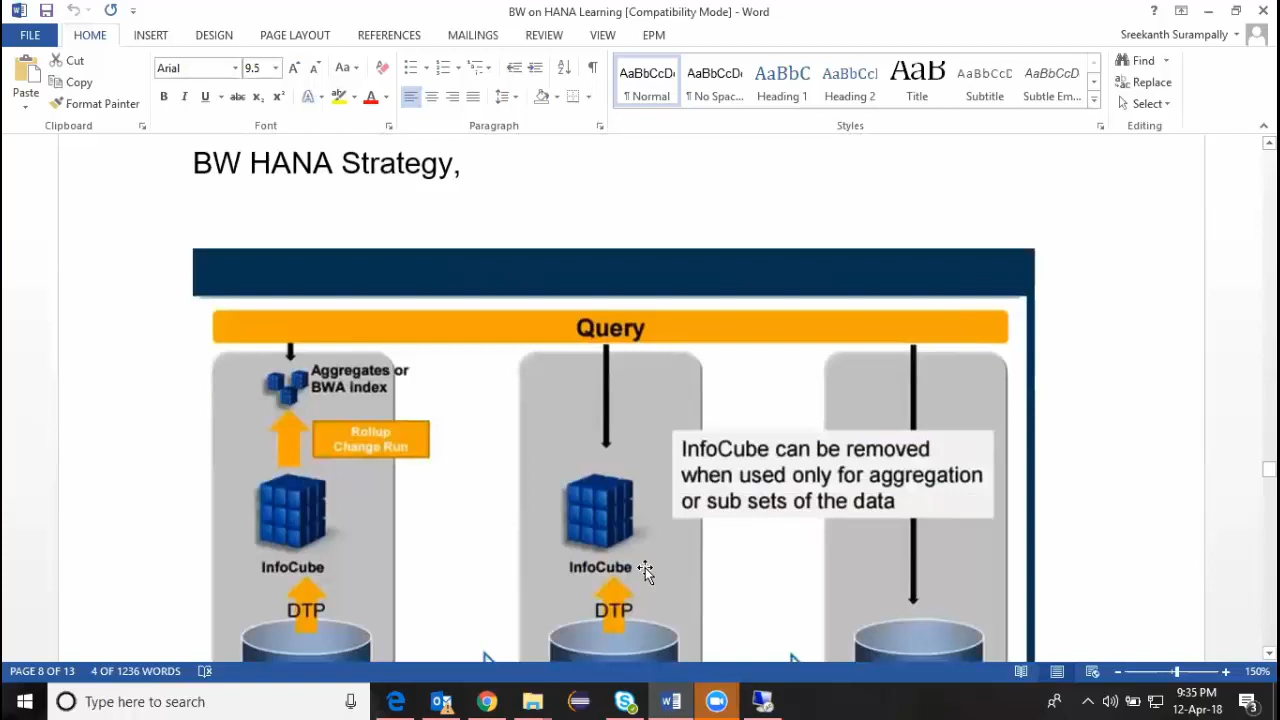 BW on HANA Learning [Compatibility Mode] - Word
FILE HOME INSERT DESIGN PAGE LAYOUT REFERENCES MAILINGS REVIEW VIEW EPM
Sreekanth Surampally
Paste
Cut
Copy
Format Painter
Clipboard
Arial 9.5
Aa
B I U abc x₂ x²
A
A
Font
Paragraph
AaBbCcDc AaBbCcDc AaBbC AaBbCcl AaB AaBbCcD AaBbCcD
¶ Normal ¶ No Spac... Heading 1 Heading 2 Title Subtitle Subtle Em...
Styles
Find
Replace
Select
Editing
BW HANA Strategy,
Query
Aggregates or
BWA index
Rollup
Change Run
InfoCube can be removed
when used only for aggregation
or sub sets of the data
InfoCube
InfoCube
DTP
DTP
PAGE 8 OF 13 4 OF 1236 WORDS
150%
Type here to search
9:35 PM
12-Apr-18
3